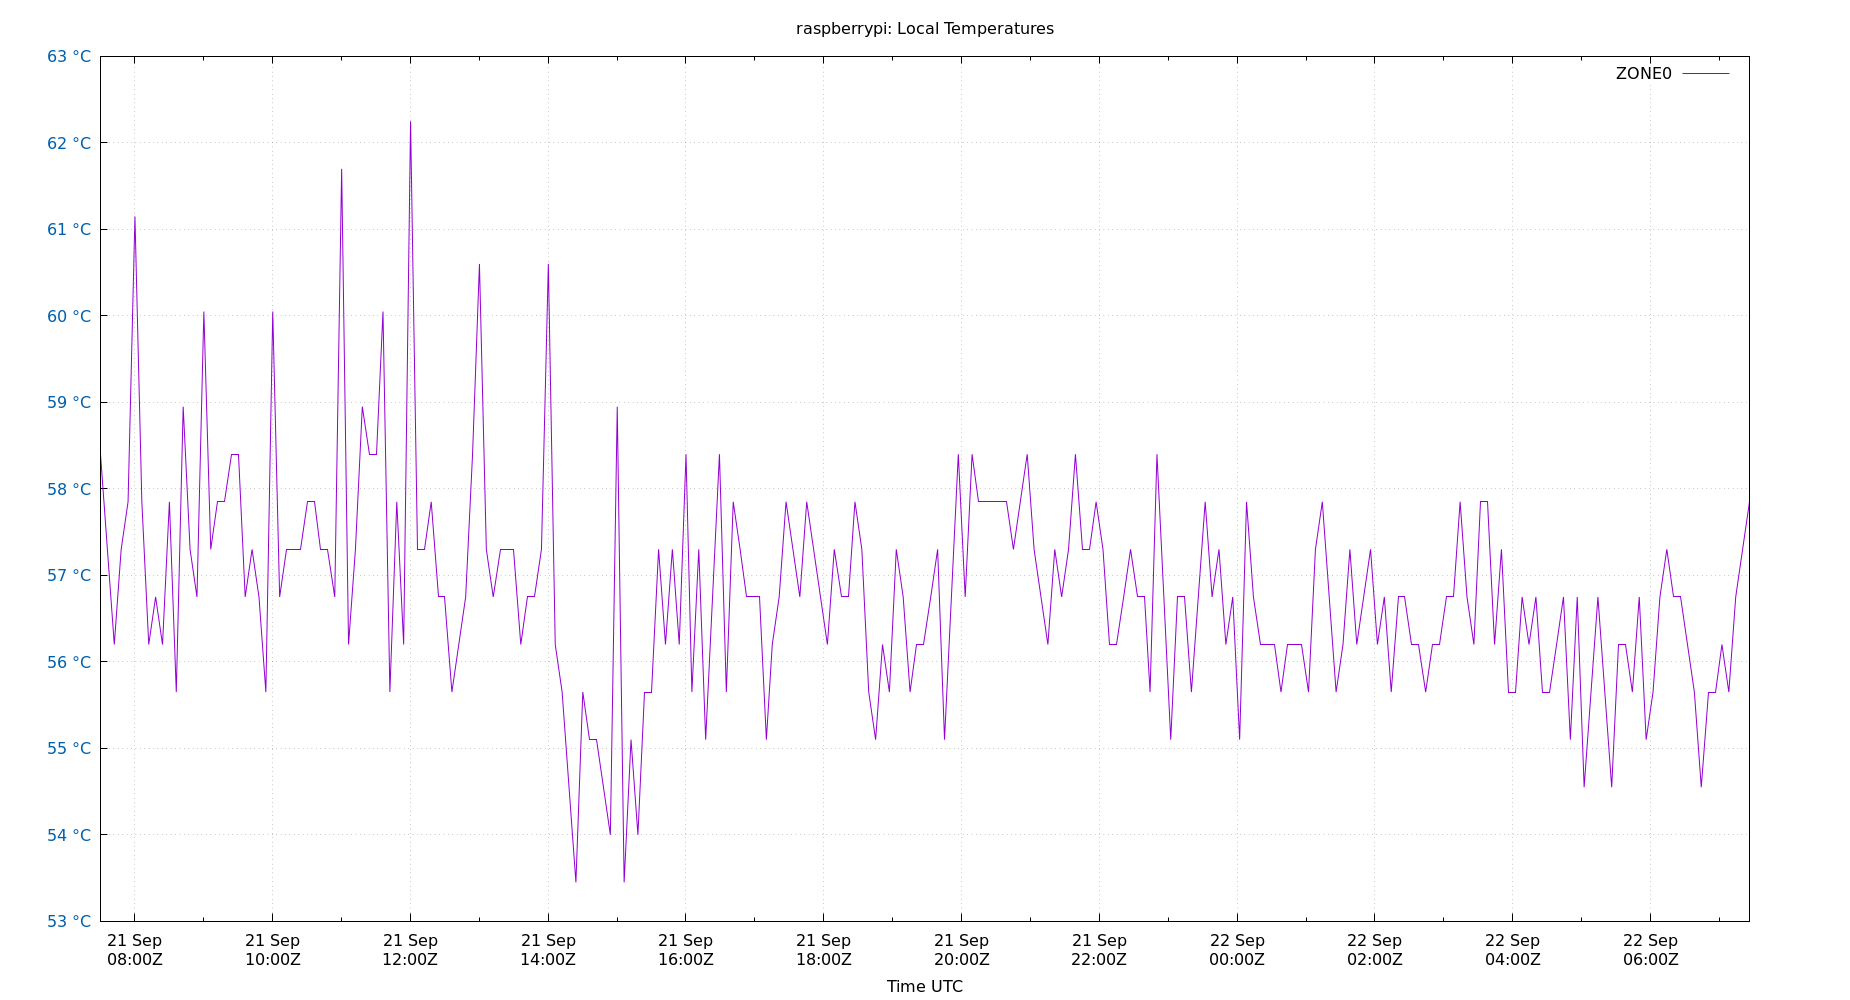 raspberrypi: Local Temperatures
63 °C
ZONE0
62 °C
61 °C
60 °C
59 °C
58 °C
57 °C
56 °C
55 °C
54 °C
53 °C
21 Sep 21 Sep 21 Sep 21 Sep 21 Sep 21 Sep 21 Sep 21 Sep 22 Sep 22 Sep 22 Sep 22 Sep
08:00Z 10:00Z 12:00Z 14:00Z 16:00Z 18:00Z 20:00Z 22:00Z 00:00Z 02:00Z 04:00Z 06:00Z
Time UTC